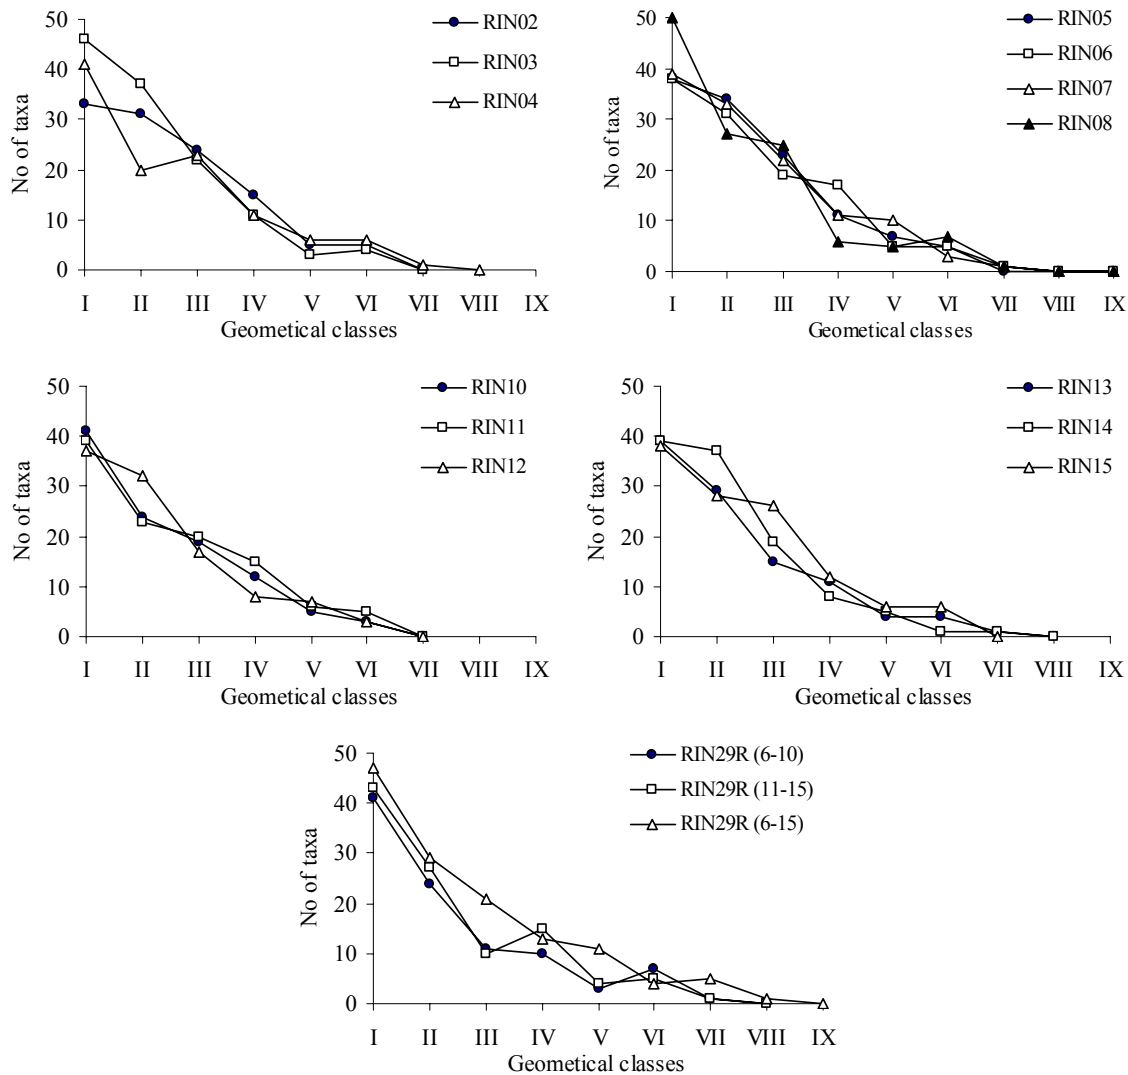 50
40
30
20
10
0
No of taxa
I II III IV V VI VII VIII IX
Geometical classes
RIN02
RIN03
RIN04
50
40
30
20
10
0
No of taxa
I II III IV V VI VII VIII IX
Geometical classes
RIN05
RIN06
RIN07
RIN08
50
40
30
20
10
0
No of taxa
I II III IV V VI VII VIII IX
Geometical classes
RIN10
RIN11
RIN12
50
40
30
20
10
0
No of taxa
I II III IV V VI VII VIII IX
Geometical classes
RIN13
RIN14
RIN15
50
40
30
20
10
0
No of taxa
I II III IV V VI VII VIII IX
Geometical classes
RIN29R (6-10)
RIN29R (11-15)
RIN29R (6-15)